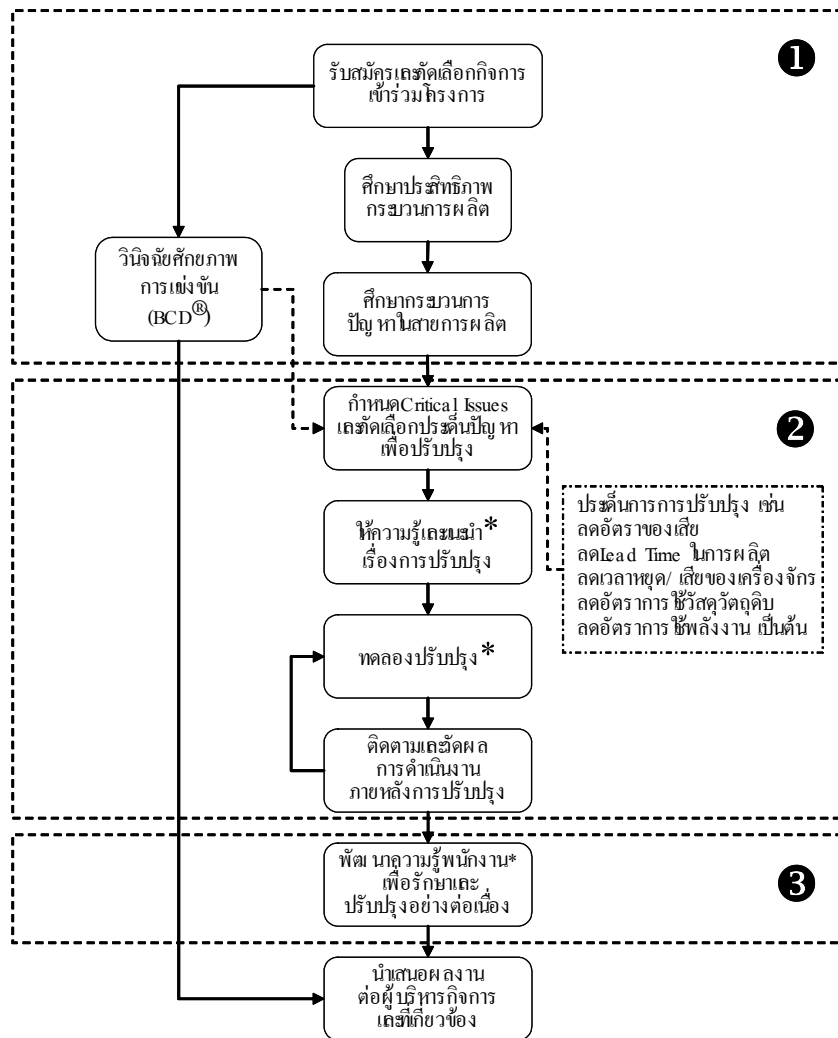 ❶
รับสมัครและคัดเลือกกิจการ
เข้าร่วมโครงการ
ศึกษาประสิทธิภาพ
กระบวนการผลิต
วินิจฉัยศักยภาพ
การแข่งขัน
(BCD®)
ศึกษากระบวนการ
ปัญหาในสายการผลิต
❷
กำหนดCritical Issues
และคัดเลือกประเด็นปัญหา
เพื่อปรับปรุง
ประเด็นการการปรับปรุง เช่น
ลดอัตราของเสีย
ลดLead Time ในการผลิต
ลดเวลาหยุด/ เสียของเครื่องจักร
ลดอัตราการใช้วัสดุวัตถุดิบ
ลดอัตราการใช้พลังงาน เป็นต้น
ให้ความรู้และแนะนำ*
เรื่องการปรับปรุง
ทดลองปรับปรุง*
ติดตามและวัดผล
การดำเนินงาน
ภายหลังการปรับปรุง
❸
พัฒนาความรู้พนักงาน*
เพื่อรักษาและ
ปรับปรุงอย่างต่อเนื่อง
นำเสนอผลงาน
ต่อผู้บริหารกิจการ
และที่เกี่ยวข้อง